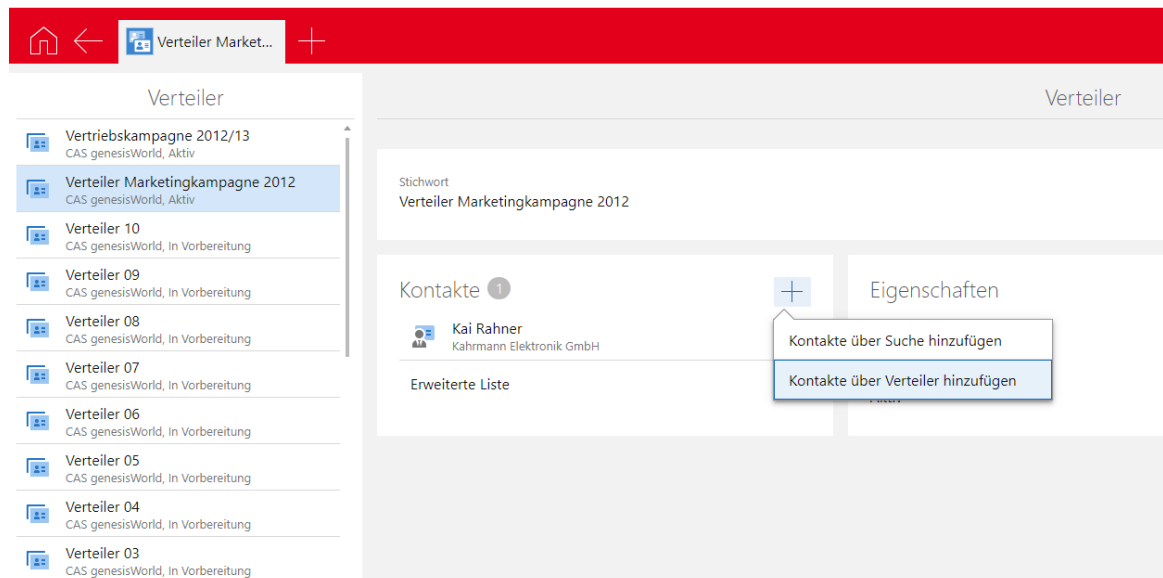 Verteiler Market...
Verteiler
Vertriebskampagne 2012/13
CAS genesisWorld, Aktiv
Verteiler Marketingkampagne 2012
CAS genesisWorld, Aktiv
Verteiler 10
CAS genesisWorld, In Vorbereitung
Verteiler 09
CAS genesisWorld, In Vorbereitung
Verteiler 08
CAS genesisWorld, In Vorbereitung
Verteiler 07
CAS genesisWorld, In Vorbereitung
Verteiler 06
CAS genesisWorld, In Vorbereitung
Verteiler 05
CAS genesisWorld, In Vorbereitung
Verteiler 04
CAS genesisWorld, In Vorbereitung
Verteiler 03
CAS genesisWorld, In Vorbereitung
Verteiler
Stichwort
Verteiler Marketingkampagne 2012
Kontakte 1
Kai Rahner
Kahrmann Elektronik GmbH
Erweiterte Liste
Eigenschaften
Kontakte über Suche hinzufügen
Kontakte über Verteiler hinzufügen